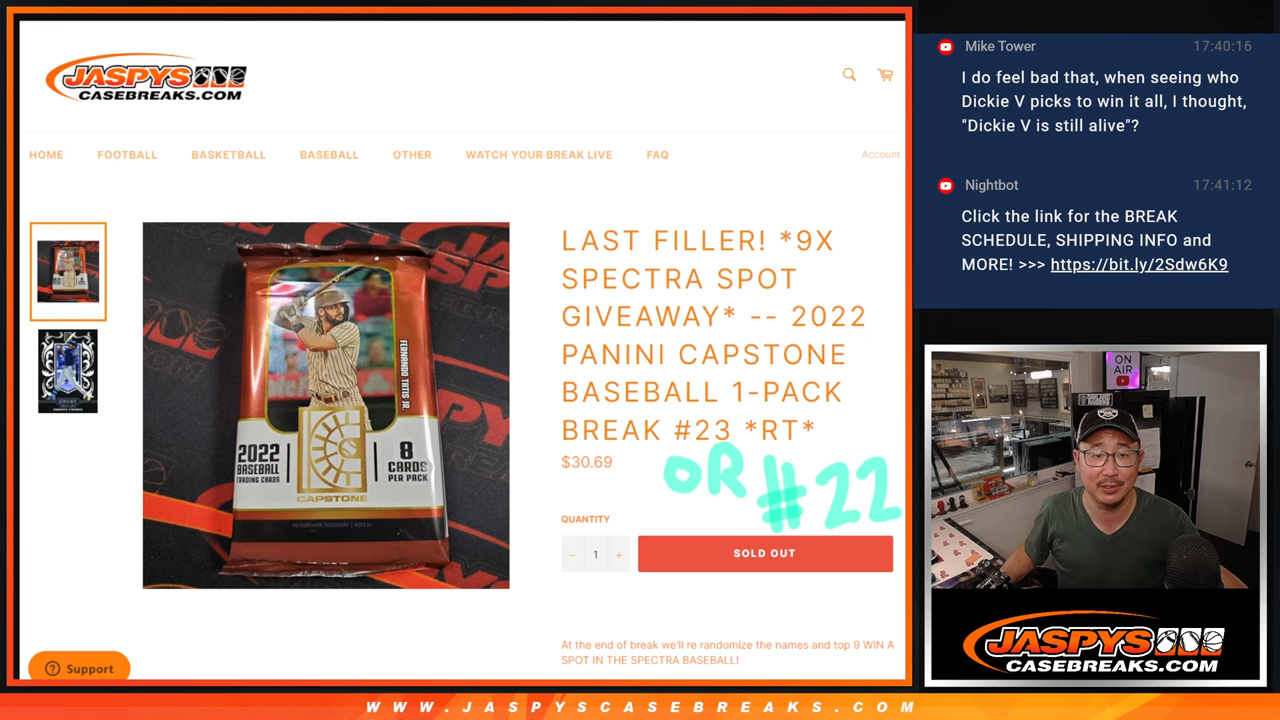 JASPYS
CASEBREAKS.COM
HOME FOOTBALL BASKETBALL BASEBALL OTHER WATCH YOUR BREAK LIVE FAQ
Account
FERNANDO TATIS JR.
2022
BASEBALL
TRADING CARDS
8
CARDS
PER PACK
CAPSTONE
LAST FILLER! *9X
SPECTRA SPOT
GIVEAWAY* -- 2022
PANINI CAPSTONE
BASEBALL 1-PACK
BREAK #23 *RT*
$30.69
OR #22
QUANTITY
− 1 +
SOLD OUT
At the end of break we'll re randomize the names and top 9 WIN A
SPOT IN THE SPECTRA BASEBALL!
Support
Mike Tower 17:40:16
I do feel bad that, when seeing who
Dickie V picks to win it all, I thought,
"Dickie V is still alive"?
Nightbot 17:41:12
Click the link for the BREAK
SCHEDULE, SHIPPING INFO and
MORE! >>> https://bit.ly/2Sdw6K9
ON
AIR
JASPYS
CASEBREAKS.COM
WWW.JASPYSCASEBREAKS.COM